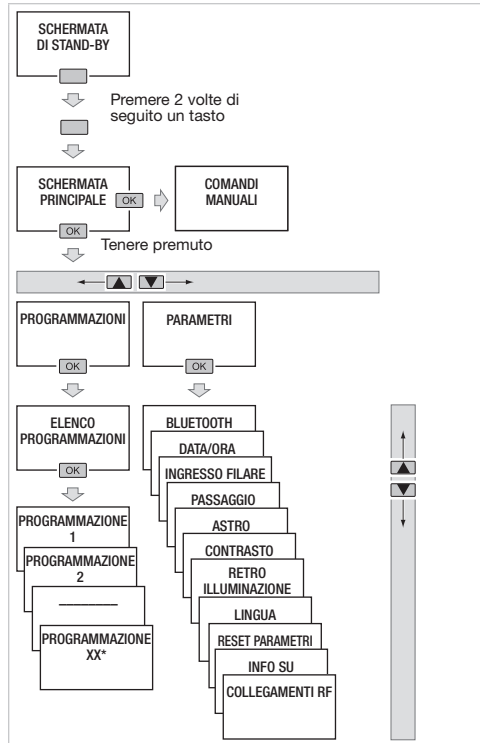 SCHERMATA
DI STAND-BY
Premere 2 volte di
seguito un tasto
SCHERMATA
PRINCIPALE
OK
COMANDI
MANUALI
OK
Tenere premuto
PROGRAMMAZIONI
OK
PARAMETRI
OK
ELENCO
PROGRAMMAZIONI
OK
PROGRAMMAZIONE
1
PROGRAMMAZIONE
2
————
PROGRAMMAZIONE
XX*
BLUETOOTH
DATA/ORA
INGRESSO FILARE
PASSAGGIO
ASTRO
CONTRASTO
RETRO
ILLUMINAZIONE
LINGUA
RESET PARAMETRI
INFO SU
COLLEGAMENTI RF